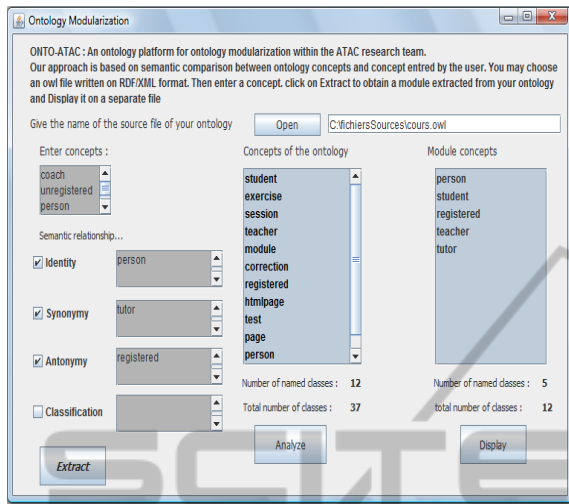 Ontology Modularization
ONTO-ATAC : An ontology platform for ontology modularization within the ATAC research team.
Our approach is based on semantic comparison between ontology concepts and concept entred by the user. You may choose
an owl file written on RDF/XML format. Then enter a concept. click on Extract to obtain a module extracted from your ontology
and Display it on a separate file
Give the name of the source file of your ontology
Open
C:\fichiersSources\cours.owl
Enter concepts :
coach
unregistered
person
Semantic relationship...
Identity
person
Synonymy
tutor
Antonymy
registered
Classification
Extract
Concepts of the ontology
student
exercise
session
teacher
module
correction
registered
htmlpage
test
page
person
Number of named classes : 12
Total number of classes : 37
Analyze
Module concepts
person
student
registered
teacher
tutor
Number of named classes : 5
total number of classes : 12
Display
SCITE